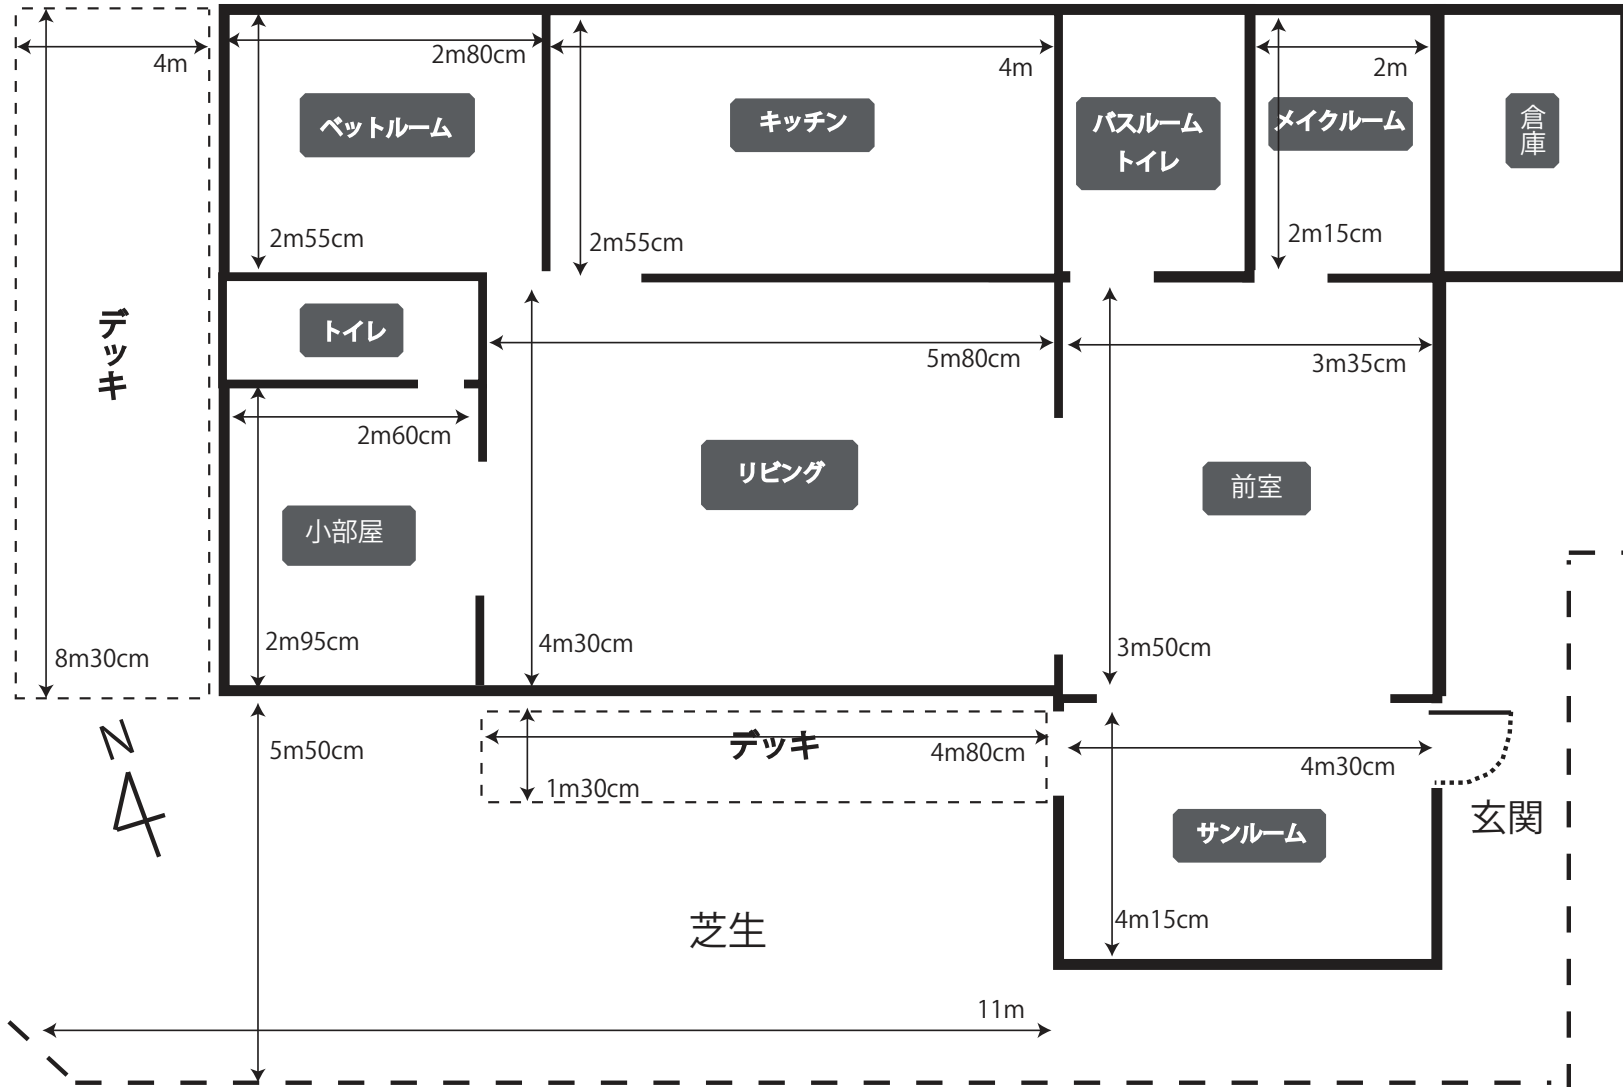 4m
2m80cm
4m
2m
ベットルーム
キッチン
バスルーム
トイレ
メイクルーム
倉庫
2m55cm
2m55cm
2m15cm
デッキ
トイレ
5m80cm
3m35cm
2m60cm
リビング
前室
小部屋
8m30cm
2m95cm
4m30cm
3m50cm
N
5m50cm
デッキ
4m80cm
1m30cm
4m30cm
玄関
サンルーム
4m15cm
芝生
11m